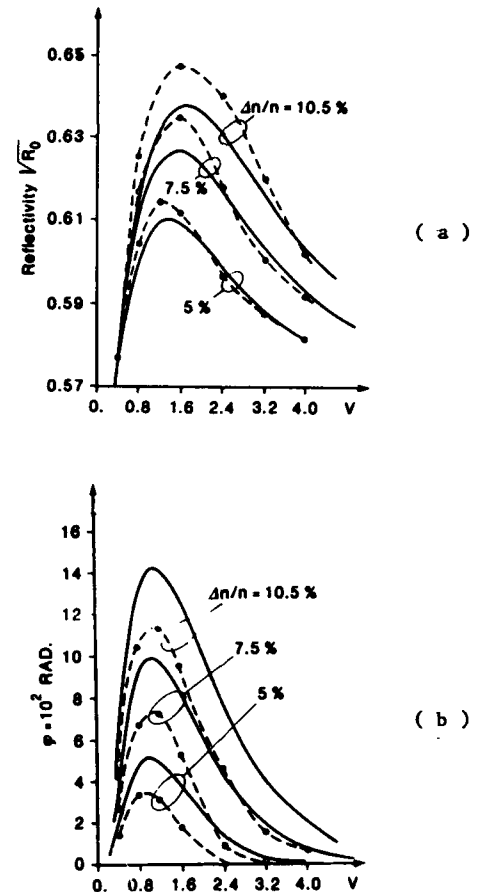 0.65
0.63
0.61
0.59
0.57
Reflectivity √R₀
Δn/n = 10.5 %
7.5 %
5 %
0. 0.8 1.6 2.4 3.2 4.0 V
( a )
16
14
12
10
8
6
4
2
0
φ=10² RAD.
Δn/n = 10.5 %
7.5 %
5 %
0. 0.8 1.6 2.4 3.2 4.0 V
( b )